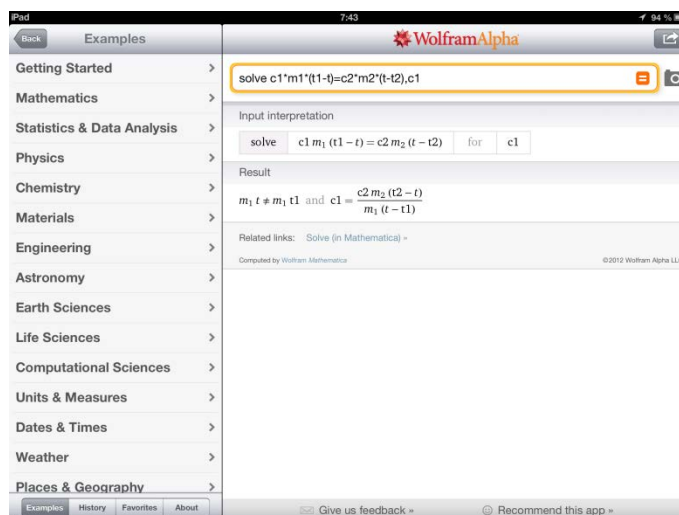 iPad 7:43 94 %
Back Examples
WolframAlpha
Getting Started
Mathematics
Statistics & Data Analysis
Physics
Chemistry
Materials
Engineering
Astronomy
Earth Sciences
Life Sciences
Computational Sciences
Units & Measures
Dates & Times
Weather
Places & Geography
Examples History Favorites About
solve c1*m1*(t1-t)=c2*m2*(t-t2),c1
Input interpretation
solve c1 m₁ (t1 − t) = c2 m₂ (t − t2) for c1
Result
m₁ t ≠ m₁ t1 and c1 = c2 m₂ (t2 − t) / m₁ (t − t1)
Related links: Solve (in Mathematica) »
Computed by Wolfram Mathematica ©2012 Wolfram Alpha LL
Give us feedback » Recommend this app »